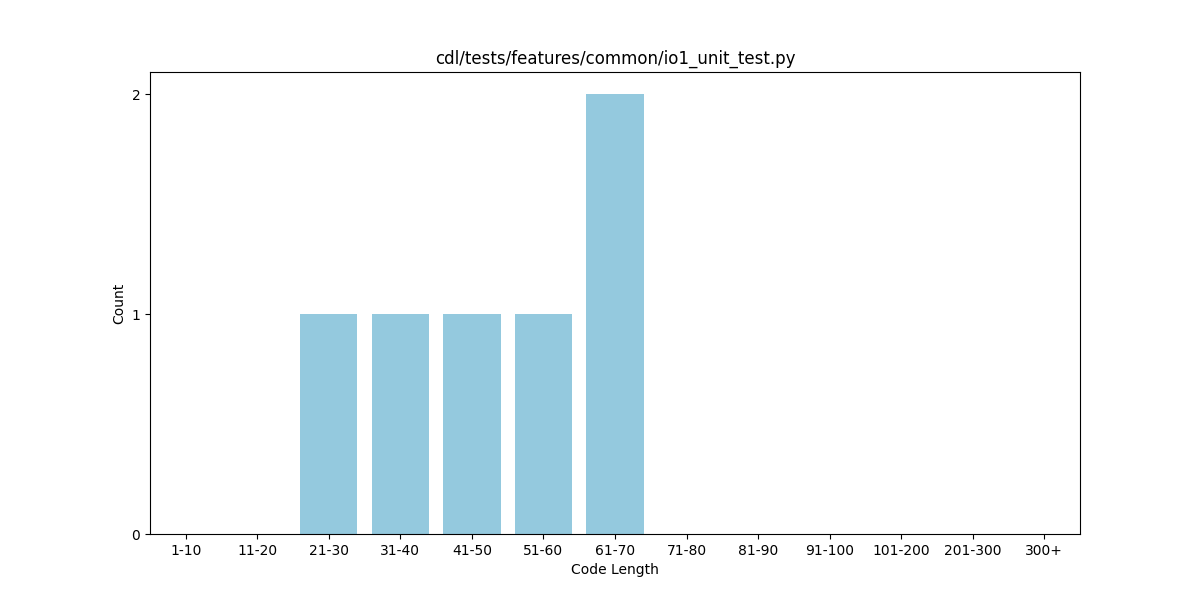 cdl/tests/features/common/io1_unit_test.py
2
1
0
Count
1-10 11-20 21-30 31-40 41-50 51-60 61-70 71-80 81-90 91-100 101-200 201-300 300+
Code Length